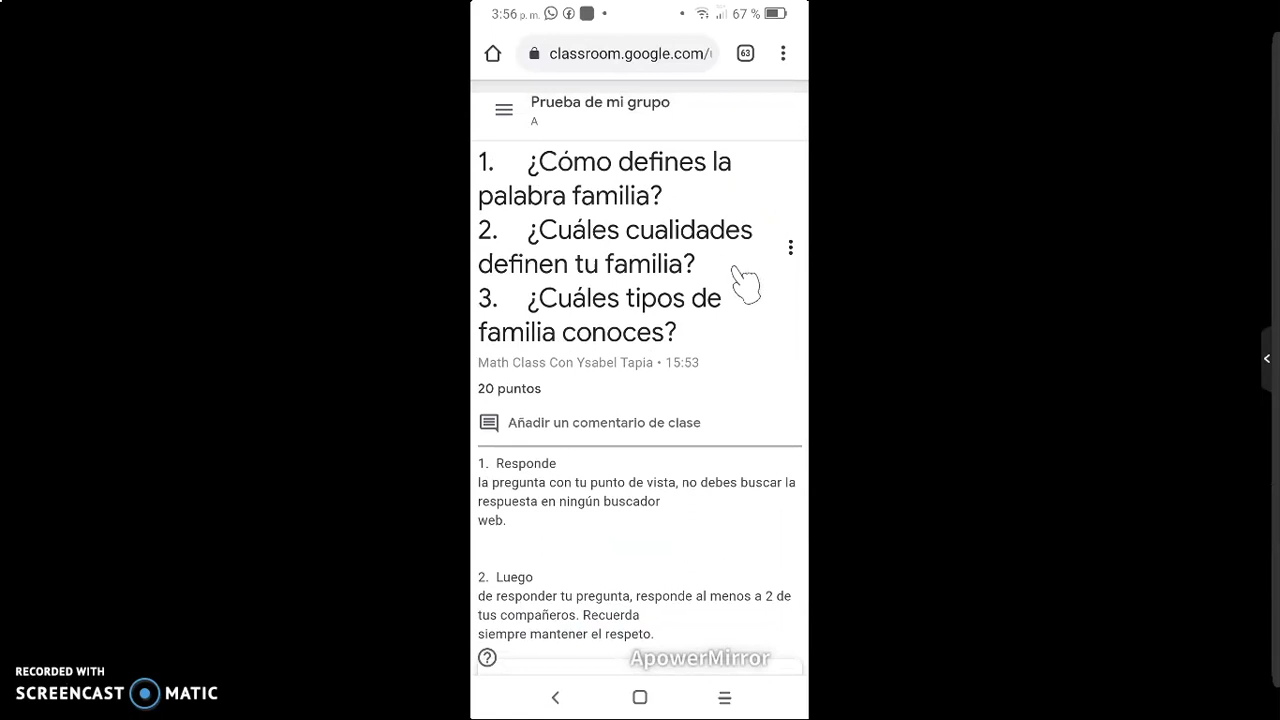 3:56 p. m. 67 %
classroom.google.com/ 63
Prueba de mi grupo
A
1. ¿Cómo defines la
palabra familia?
2. ¿Cuáles cualidades
definen tu familia?
3. ¿Cuáles tipos de
familia conoces?
Math Class Con Ysabel Tapia • 15:53
20 puntos
Añadir un comentario de clase
1. Responde
la pregunta con tu punto de vista, no debes buscar la
respuesta en ningún buscador
web.
2. Luego
de responder tu pregunta, responde al menos a 2 de
tus compañeros. Recuerda
siempre mantener el respeto.
ApowerMirror
RECORDED WITH
SCREENCAST MATIC